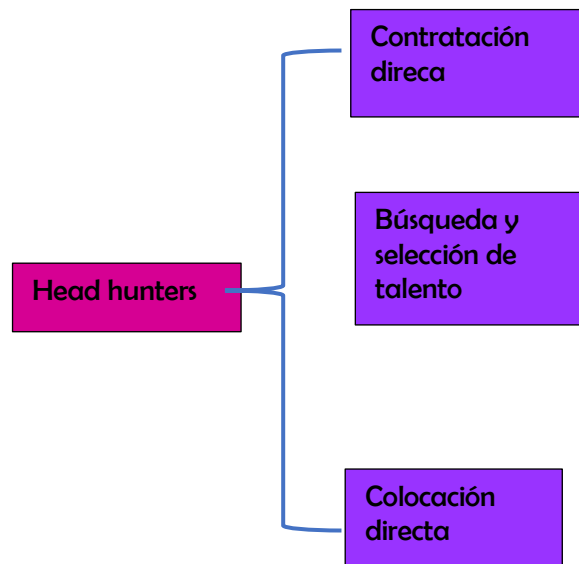 Contratación
direca
Búsqueda y
selección de
talento
Head hunters
Colocación
directa